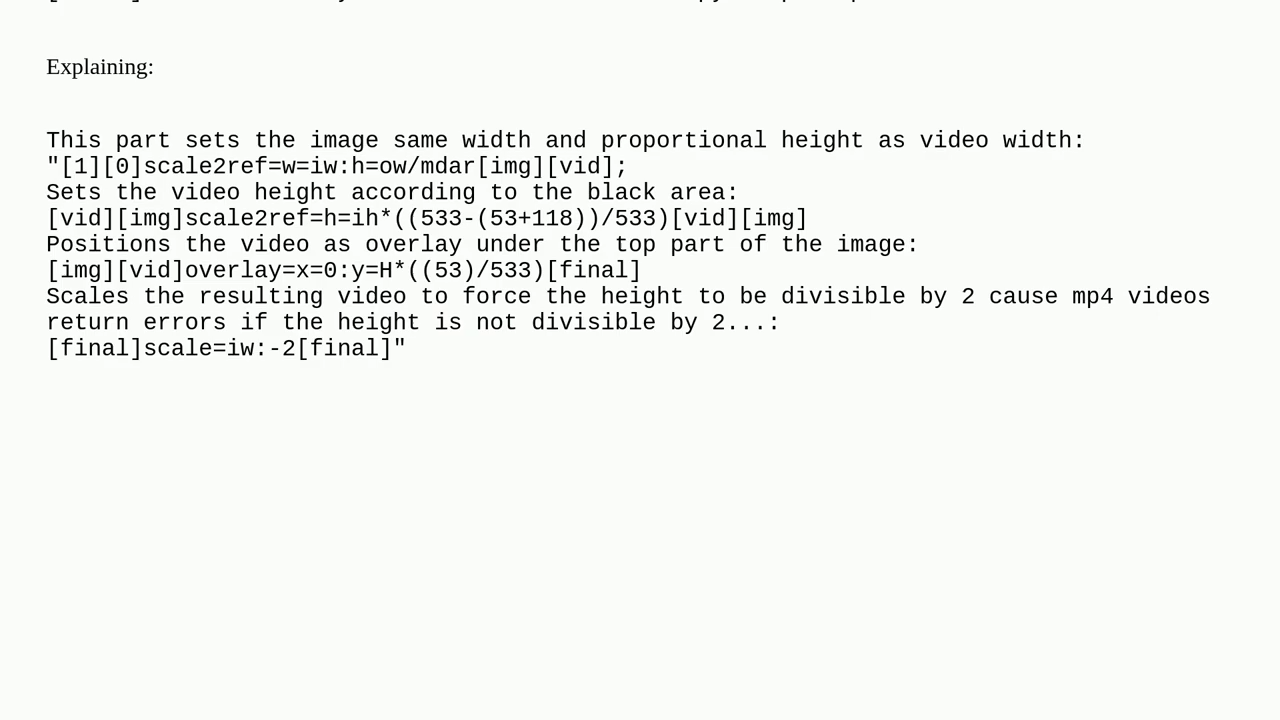 Explaining:
This part sets the image same width and proportional height as video width:
"[1][0]scale2ref=w=iw:h=ow/mdar[img][vid];
Sets the video height according to the black area:
[vid][img]scale2ref=h=ih*((533-(53+118))/533)[vid][img]
Positions the video as overlay under the top part of the image:
[img][vid]overlay=x=0:y=H*((53)/533)[final]
Scales the resulting video to force the height to be divisible by 2 cause mp4 videos
return errors if the height is not divisible by 2...:
[final]scale=iw:-2[final]"